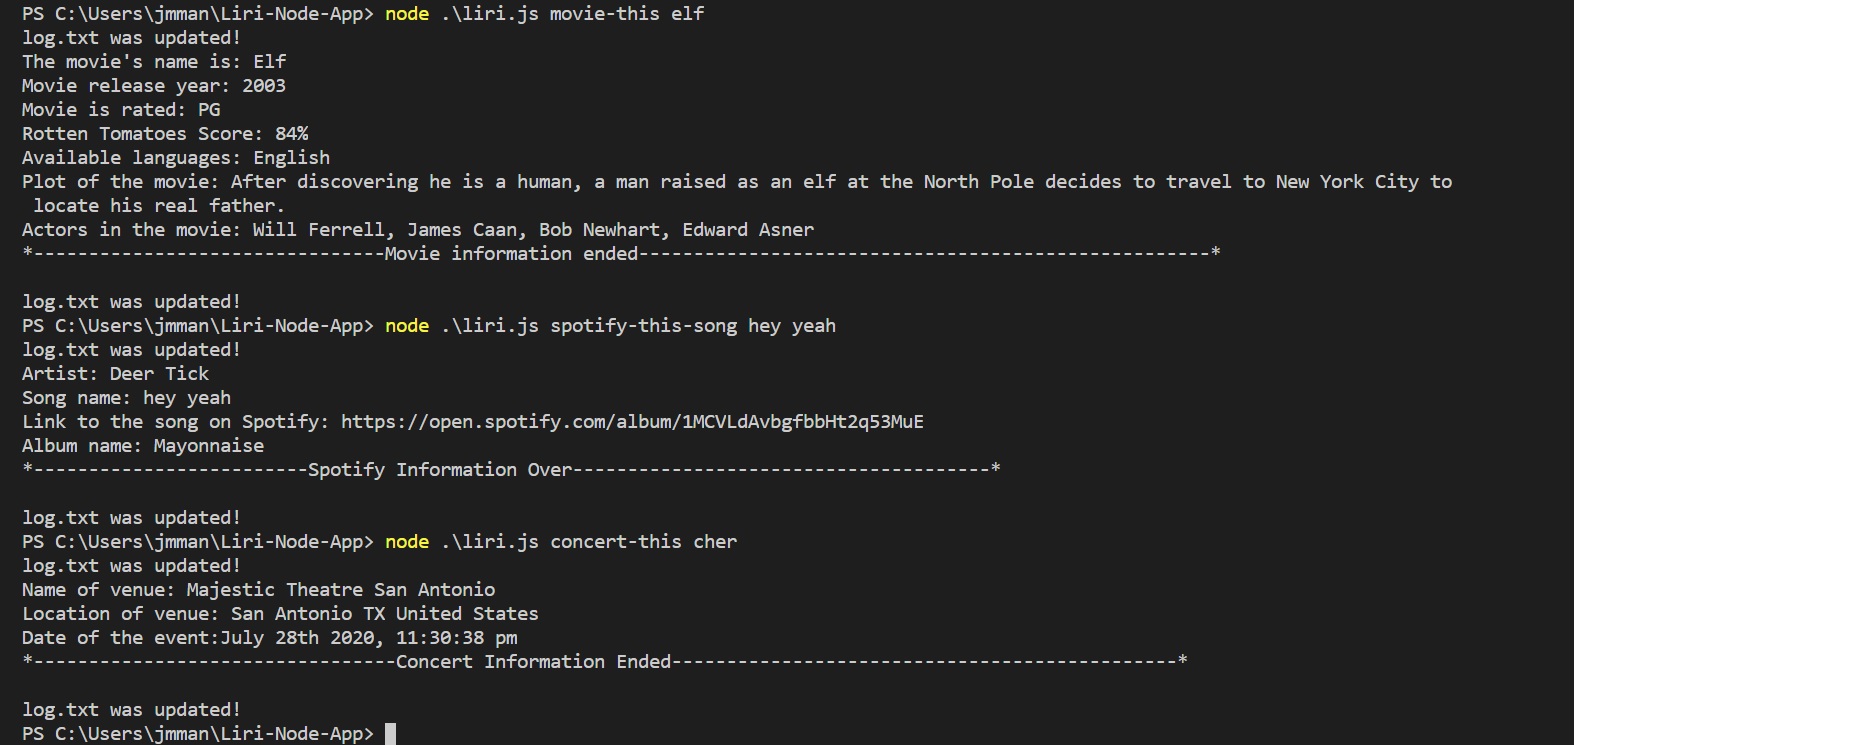 PS C:\Users\jmman\Liri-Node-App> node .\liri.js movie-this elf
log.txt was updated!
The movie's name is: Elf
Movie release year: 2003
Movie is rated: PG
Rotten Tomatoes Score: 84%
Available languages: English
Plot of the movie: After discovering he is a human, a man raised as an elf at the North Pole decides to travel to New York City to
 locate his real father.
Actors in the movie: Will Ferrell, James Caan, Bob Newhart, Edward Asner
*--------------------------------Movie information ended----------------------------------------------------*

log.txt was updated!
PS C:\Users\jmman\Liri-Node-App> node .\liri.js spotify-this-song hey yeah
log.txt was updated!
Artist: Deer Tick
Song name: hey yeah
Link to the song on Spotify: https://open.spotify.com/album/1MCVLdAvbgfbbHt2q53MuE
Album name: Mayonnaise
*-------------------------Spotify Information Over--------------------------------------*

log.txt was updated!
PS C:\Users\jmman\Liri-Node-App> node .\liri.js concert-this cher
log.txt was updated!
Name of venue: Majestic Theatre San Antonio
Location of venue: San Antonio TX United States
Date of the event:July 28th 2020, 11:30:38 pm
*---------------------------------Concert Information Ended----------------------------------------------*

log.txt was updated!
PS C:\Users\jmman\Liri-Node-App>